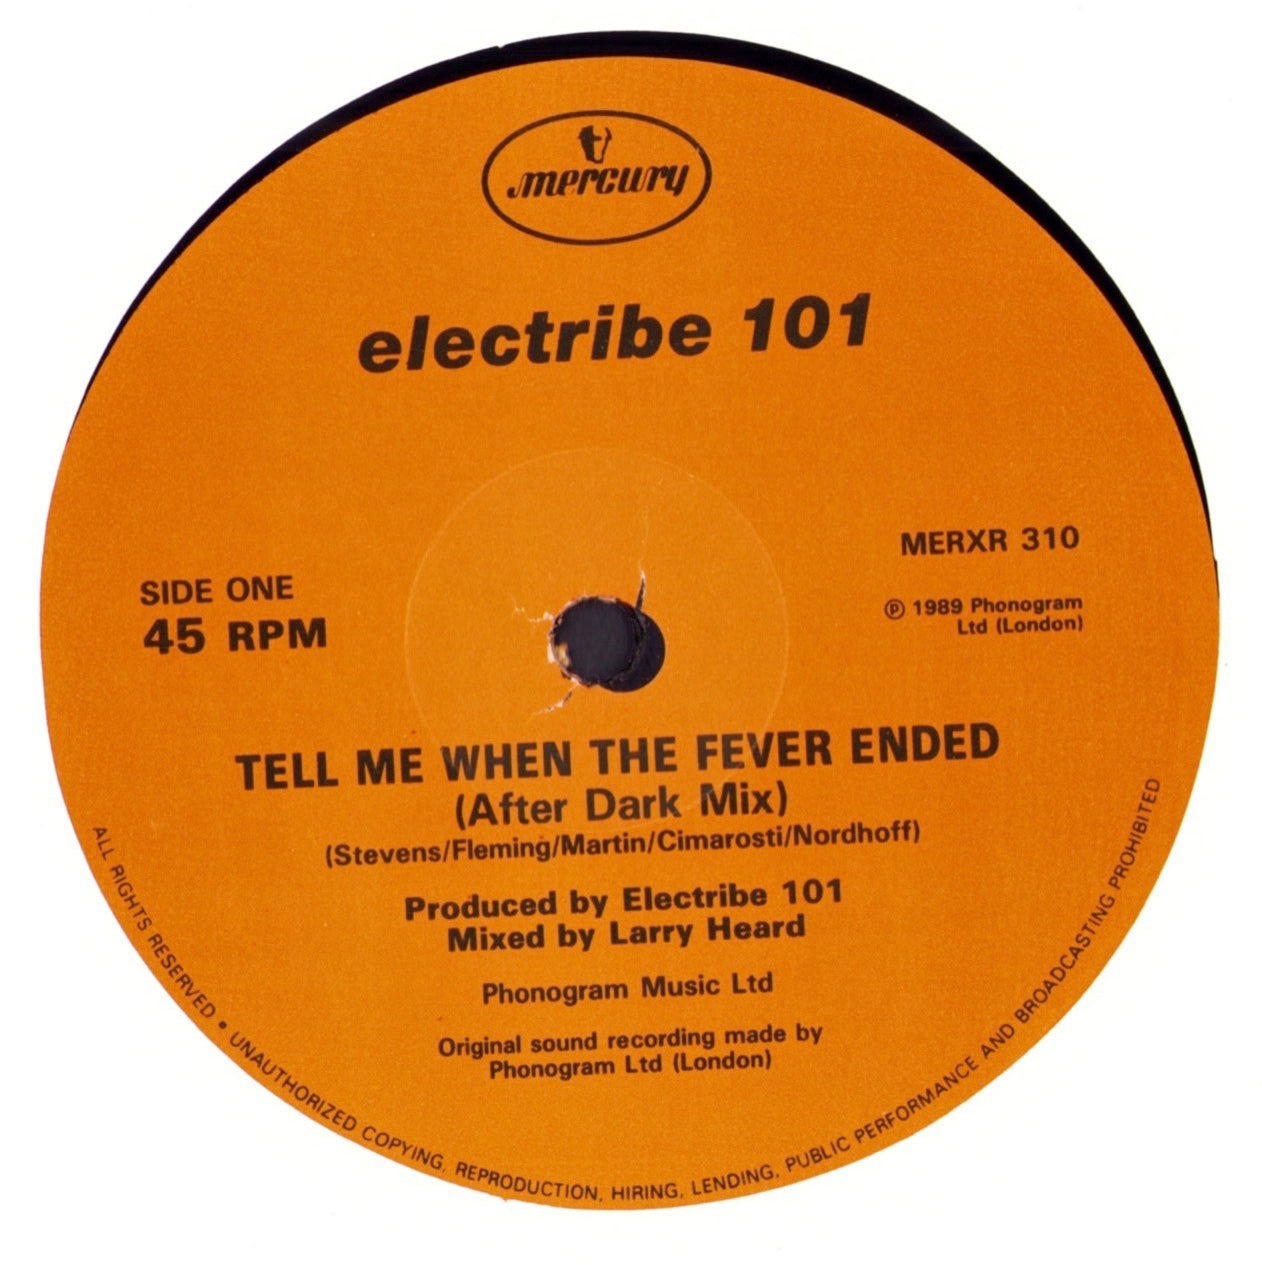 mercury
electribe 101
MERXR 310
SIDE ONE
45 RPM
℗ 1989 Phonogram
Ltd (London)
TELL ME WHEN THE FEVER ENDED
(After Dark Mix)
(Stevens/Fleming/Martin/Cimarosti/Nordhoff)
Produced by Electribe 101
Mixed by Larry Heard
Phonogram Music Ltd
Original sound recording made by
Phonogram Ltd (London)
ALL RIGHTS RESERVED • UNAUTHORIZED COPYING, REPRODUCTION, HIRING, LENDING, PUBLIC PERFORMANCE AND BROADCASTING PROHIBITED